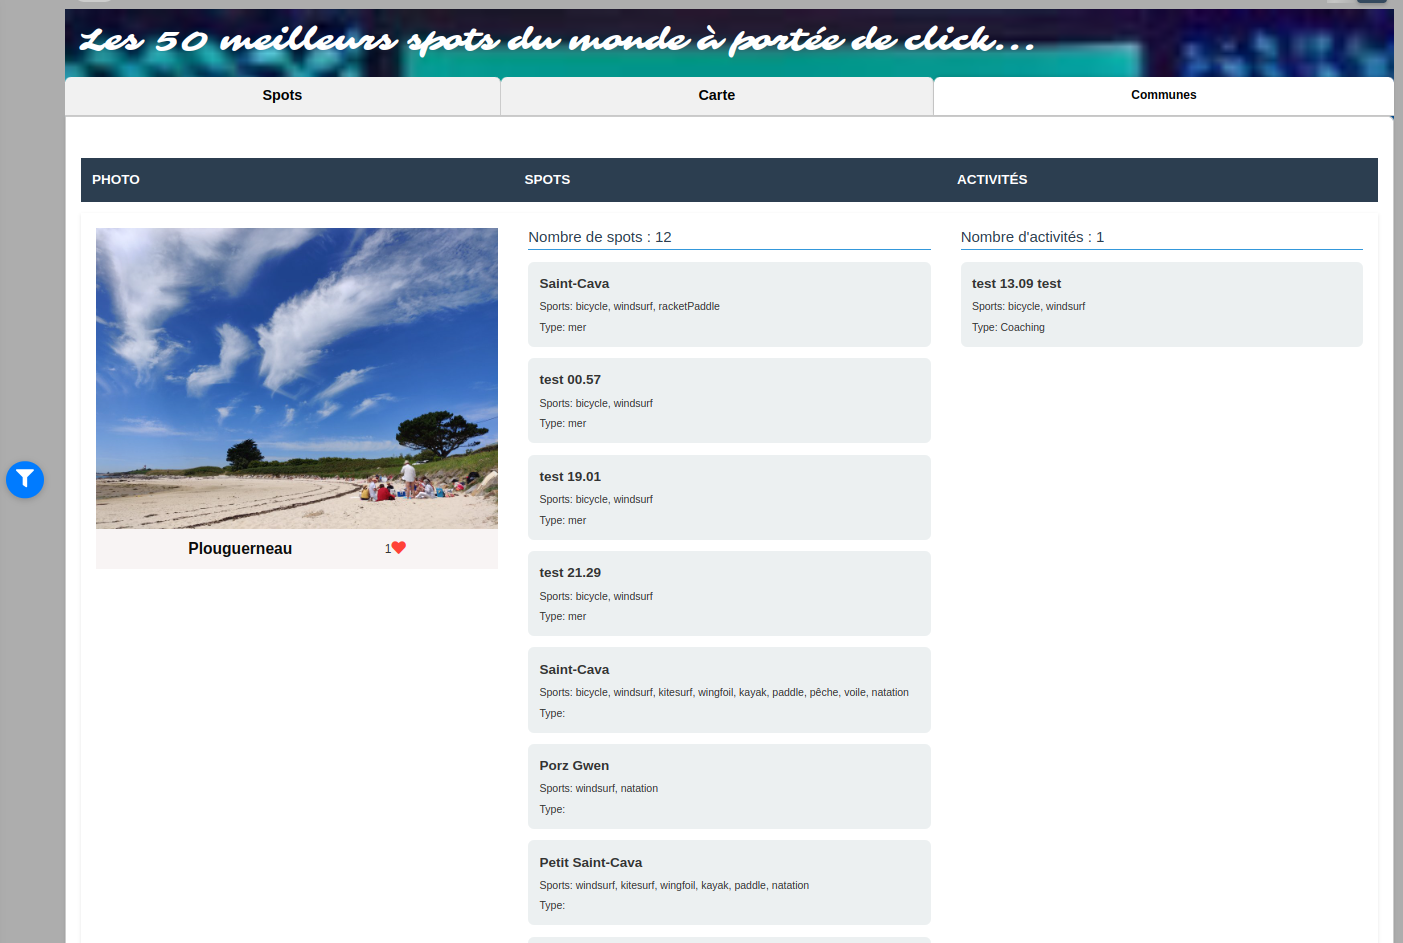 Les 50 meilleurs spots du monde à portée de click...
Spots
Carte
Communes
PHOTO
SPOTS
ACTIVITÉS
Plouguerneau
1
Nombre de spots : 12
Saint-Cava
Sports: bicycle, windsurf, racketPaddle
Type: mer
test 00.57
Sports: bicycle, windsurf
Type: mer
test 19.01
Sports: bicycle, windsurf
Type: mer
test 21.29
Sports: bicycle, windsurf
Type: mer
Saint-Cava
Sports: bicycle, windsurf, kitesurf, wingfoil, kayak, paddle, pêche, voile, natation
Type:
Porz Gwen
Sports: windsurf, natation
Type:
Petit Saint-Cava
Sports: windsurf, kitesurf, wingfoil, kayak, paddle, natation
Type:
Nombre d'activités : 1
test 13.09 test
Sports: bicycle, windsurf
Type: Coaching